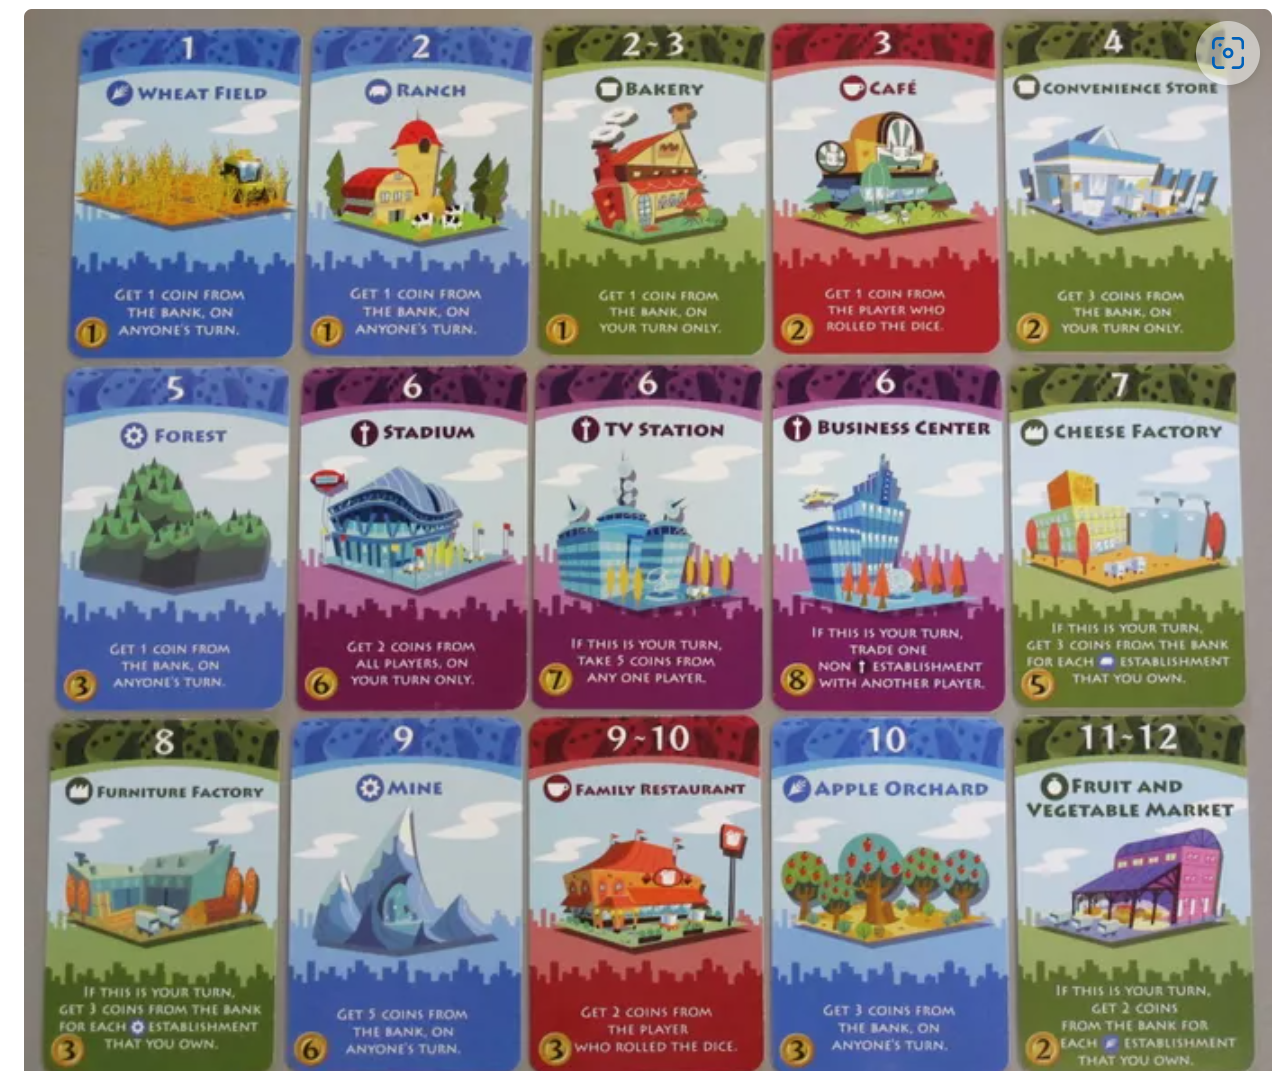 1
WHEAT FIELD
GET 1 COIN FROM
THE BANK, ON
ANYONE'S TURN.
1
2
RANCH
GET 1 COIN FROM
THE BANK, ON
ANYONE'S TURN.
1
2~3
BAKERY
GET 1 COIN FROM
THE BANK, ON
YOUR TURN ONLY.
1
3
CAFÉ
GET 1 COIN FROM
THE PLAYER WHO
ROLLED THE DICE.
2
4
CONVENIENCE STORE
GET 3 COINS FROM
THE BANK, ON
YOUR TURN ONLY.
2
5
FOREST
GET 1 COIN FROM
THE BANK, ON
ANYONE'S TURN.
3
6
STADIUM
GET 2 COINS FROM
ALL PLAYERS, ON
YOUR TURN ONLY.
6
6
TV STATION
IF THIS IS YOUR TURN,
TAKE 5 COINS FROM
ANY ONE PLAYER.
7
6
BUSINESS CENTER
IF THIS IS YOUR TURN,
TRADE ONE
NON ESTABLISHMENT
WITH ANOTHER PLAYER.
8
7
CHEESE FACTORY
IF THIS IS YOUR TURN,
GET 3 COINS FROM THE BANK
FOR EACH ESTABLISHMENT
THAT YOU OWN.
5
8
FURNITURE FACTORY
IF THIS IS YOUR TURN,
GET 3 COINS FROM THE BANK
FOR EACH ESTABLISHMENT
THAT YOU OWN.
3
9
MINE
GET 5 COINS FROM
THE BANK, ON
ANYONE'S TURN.
6
9~10
FAMILY RESTAURANT
GET 2 COINS FROM
THE PLAYER
WHO ROLLED THE DICE.
3
10
APPLE ORCHARD
GET 3 COINS FROM
THE BANK, ON
ANYONE'S TURN.
3
11~12
FRUIT AND
VEGETABLE MARKET
IF THIS IS YOUR TURN,
GET 2 COINS
FROM THE BANK FOR
EACH ESTABLISHMENT
THAT YOU OWN.
2